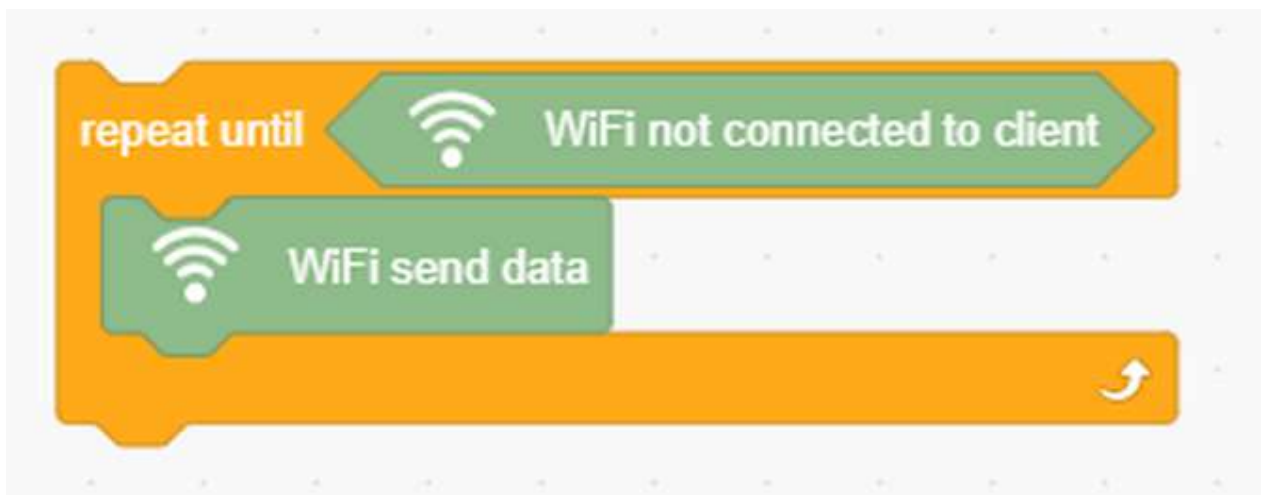 repeat until WiFi not connected to client
WiFi send data